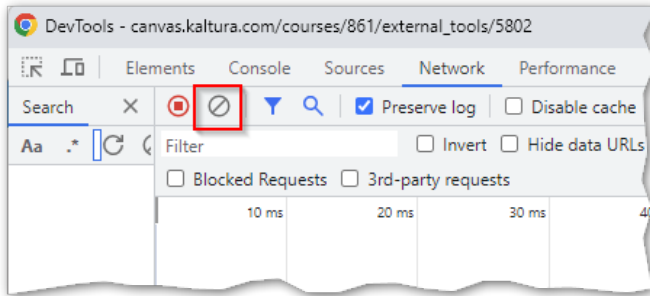 DevTools - canvas.kaltura.com/courses/861/external_tools/5802
Elements Console Sources Network Performance
Search Preserve log Disable cache
Aa .* Filter Invert Hide data URLs
Blocked Requests 3rd-party requests
10 ms 20 ms 30 ms